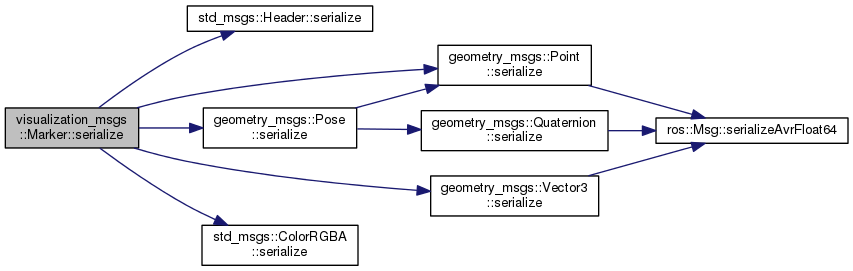 std_msgs::Header::serialize
geometry_msgs::Point
::serialize
visualization_msgs
::Marker::serialize
geometry_msgs::Pose
::serialize
geometry_msgs::Quaternion
::serialize
ros::Msg::serializeAvrFloat64
geometry_msgs::Vector3
::serialize
std_msgs::ColorRGBA
::serialize